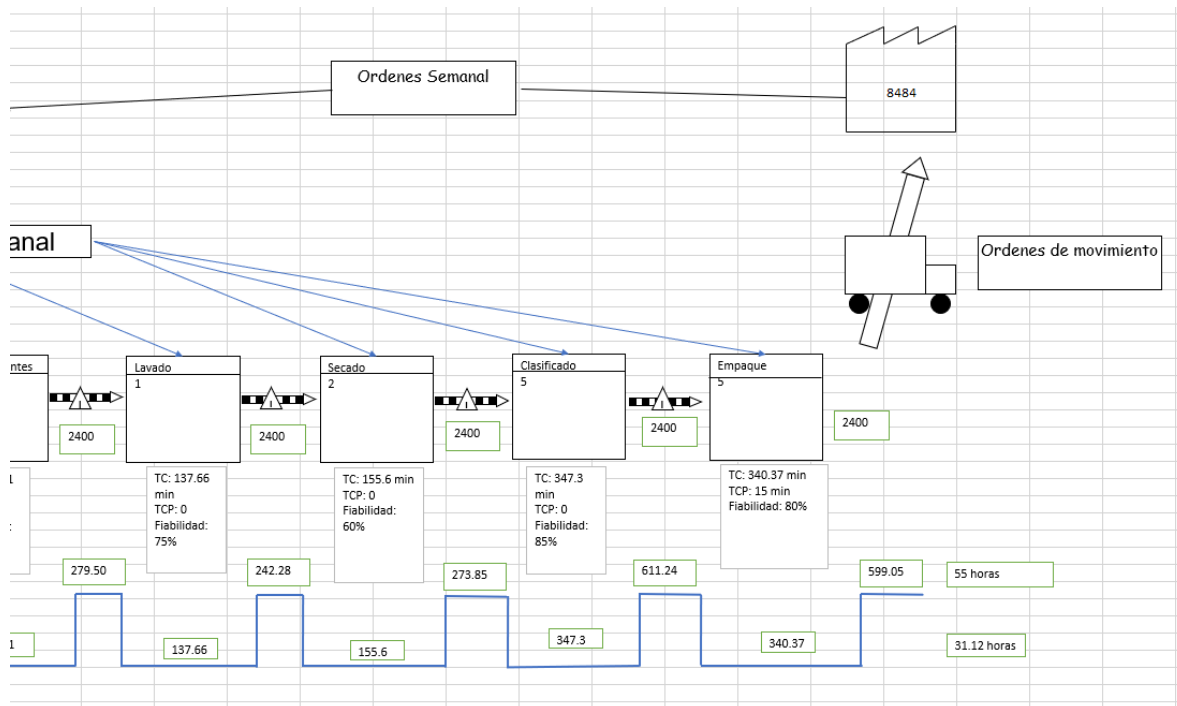 Ordenes Semanal
8484
anal
Ordenes de movimiento
ntes
Lavado
1
Secado
2
Clasificado
5
Empaque
5
I
I
I
I
2400
2400
2400
2400
2400
1
:
TC: 137.66
min
TCP: 0
Fiabilidad:
75%
TC: 155.6 min
TCP: 0
Fiabilidad:
60%
TC: 347.3
min
TCP: 0
Fiabilidad:
85%
TC: 340.37 min
TCP: 15 min
Fiabilidad: 80%
279.50
242.28
273.85
611.24
599.05
55 horas
1
137.66
155.6
347.3
340.37
31.12 horas